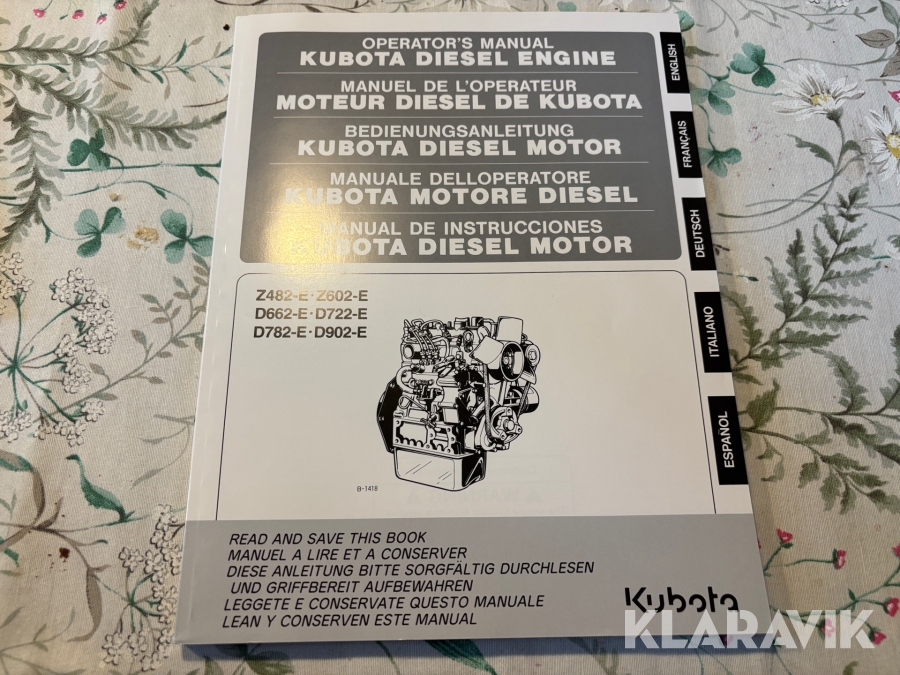 OPERATOR'S MANUAL
KUBOTA DIESEL ENGINE
MANUEL DE L'OPERATEUR
MOTEUR DIESEL DE KUBOTA
BEDIENUNGSANLEITUNG
KUBOTA DIESEL MOTOR
MANUALE DELLOPERATORE
KUBOTA MOTORE DIESEL
MANUAL DE INSTRUCCIONES
KUBOTA DIESEL MOTOR
ENGLISH
FRANÇAIS
DEUTSCH
ITALIANO
ESPAÑOL
Z482-E·Z602-E
D662-E·D722-E
D782-E·D902-E
B-1418
READ AND SAVE THIS BOOK
MANUEL A LIRE ET A CONSERVER
DIESE ANLEITUNG BITTE SORGFÄLTIG DURCHLESEN
UND GRIFFBEREIT AUFBEWAHREN
LEGGETE E CONSERVATE QUESTO MANUALE
LEAN Y CONSERVEN ESTE MANUAL
Kubota
KLARAVIK